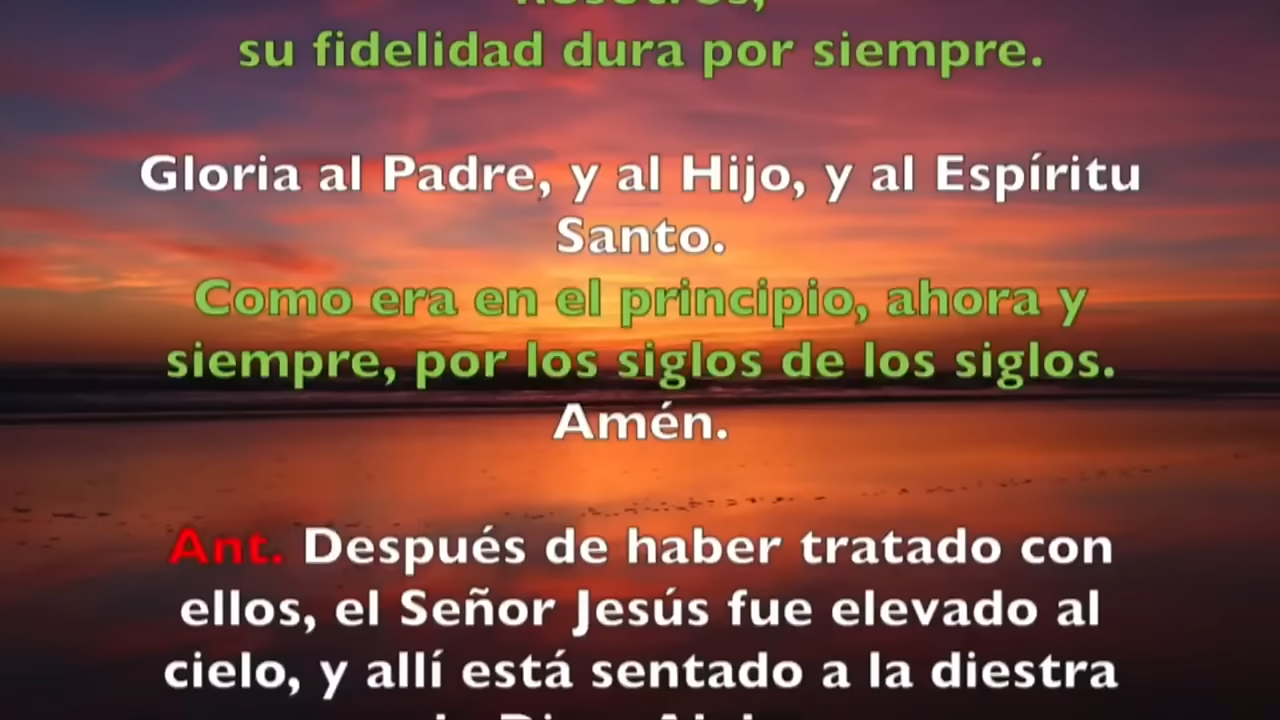 nosotros,
su fidelidad dura por siempre.
Gloria al Padre, y al Hijo, y al Espíritu
Santo.
Como era en el principio, ahora y
siempre, por los siglos de los siglos.
Amén.
Ant. Después de haber tratado con
ellos, el Señor Jesús fue elevado al
cielo, y allí está sentado a la diestra